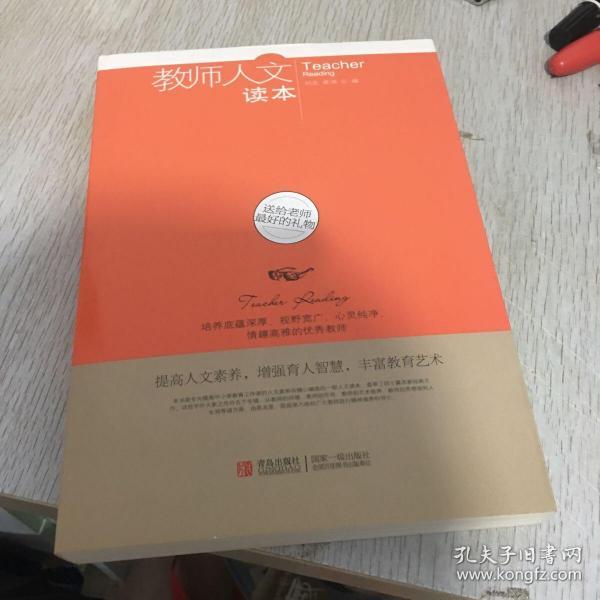 教师人文
读本
Teacher
Reading
送给老师
最好的礼物
Teacher Reading
培养底蕴深厚、视野宽广、心灵纯净、
情趣高雅的优秀教师
提高人文素养，增强育人智慧，丰富教育艺术
青岛出版社
国家一级出版社
全国百佳图书出版单位
孔夫子旧书网
www.kongfz.com